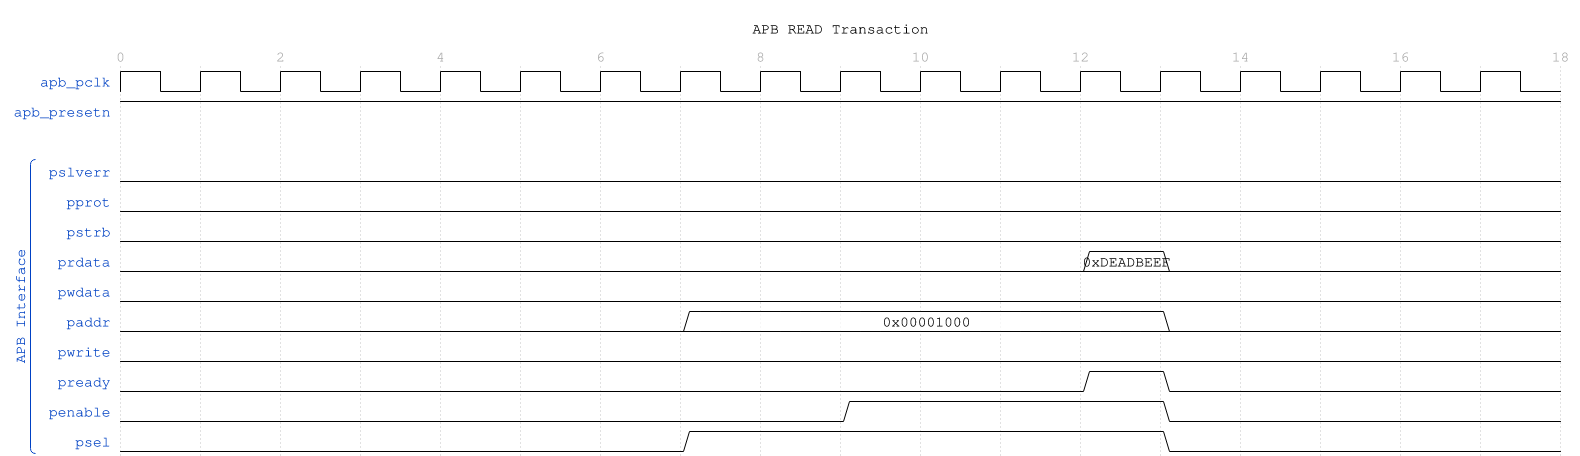 APB READ Transaction
0 2 4 6 8 10 12 14 16 18
apb_pclk
apb_presetn
APB Interface
pslverr
pprot
pstrb
prdata 0xDEADBEEF
pwdata
paddr 0x00001000
pwrite
pready
penable
psel